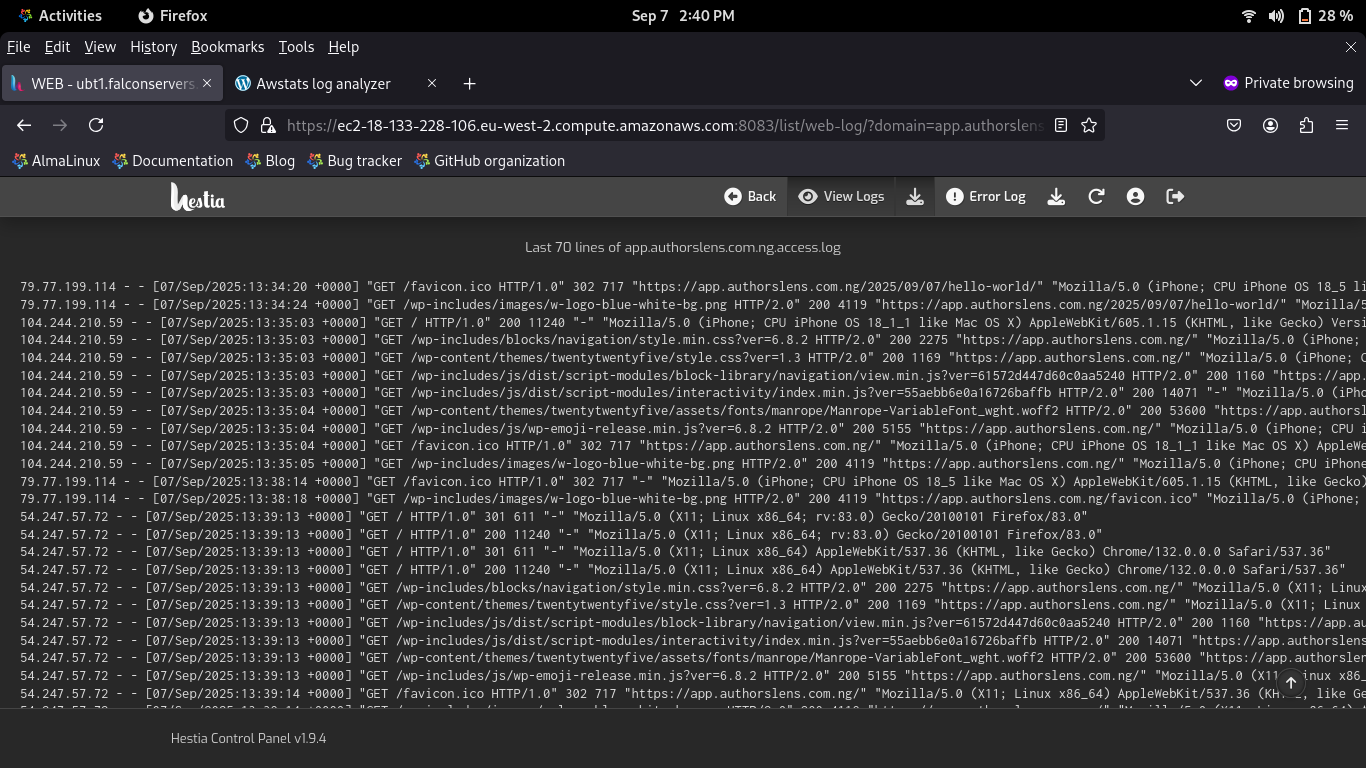 Activities Firefox Sep 7 2:40 PM 28 %
File Edit View History Bookmarks Tools Help
WEB - ubt1.falconservers. Awstats log analyzer Private browsing
https://ec2-18-133-228-106.eu-west-2.compute.amazonaws.com:8083/list/web-log/?domain=app.authorslens
AlmaLinux Documentation Blog Bug tracker GitHub organization
hestia Back View Logs Error Log
Last 70 lines of app.authorslens.com.ng.access.log
79.77.199.114 - - [07/Sep/2025:13:34:20 +0000] "GET /favicon.ico HTTP/1.0" 302 717 "https://app.authorslens.com.ng/2025/09/07/hello-world/" "Mozilla/5.0 (iPhone; CPU iPhone OS 18_5 li
79.77.199.114 - - [07/Sep/2025:13:34:24 +0000] "GET /wp-includes/images/w-logo-blue-white-bg.png HTTP/2.0" 200 4119 "https://app.authorslens.com.ng/2025/09/07/hello-world/" "Mozilla/5
104.244.210.59 - - [07/Sep/2025:13:35:03 +0000] "GET / HTTP/1.0" 200 11240 "-" "Mozilla/5.0 (iPhone; CPU iPhone OS 18_1_1 like Mac OS X) AppleWebKit/605.1.15 (KHTML, like Gecko) Versi
104.244.210.59 - - [07/Sep/2025:13:35:03 +0000] "GET /wp-includes/blocks/navigation/style.min.css?ver=6.8.2 HTTP/2.0" 200 2275 "https://app.authorslens.com.ng/" "Mozilla/5.0 (iPhone;
104.244.210.59 - - [07/Sep/2025:13:35:03 +0000] "GET /wp-content/themes/twentytwentyfive/style.css?ver=1.3 HTTP/2.0" 200 1169 "https://app.authorslens.com.ng/" "Mozilla/5.0 (iPhone; C
104.244.210.59 - - [07/Sep/2025:13:35:03 +0000] "GET /wp-includes/js/dist/script-modules/block-library/navigation/view.min.js?ver=61572d447d60c0aa5240 HTTP/2.0" 200 1160 "https://app.
104.244.210.59 - - [07/Sep/2025:13:35:03 +0000] "GET /wp-includes/js/dist/script-modules/interactivity/index.min.js?ver=55aebb6e0a16726baffb HTTP/2.0" 200 14071 "-" "Mozilla/5.0 (iPho
104.244.210.59 - - [07/Sep/2025:13:35:04 +0000] "GET /wp-content/themes/twentytwentyfive/assets/fonts/manrope/Manrope-VariableFont_wght.woff2 HTTP/2.0" 200 53600 "https://app.authorsl
104.244.210.59 - - [07/Sep/2025:13:35:04 +0000] "GET /wp-includes/js/wp-emoji-release.min.js?ver=6.8.2 HTTP/2.0" 200 5155 "https://app.authorslens.com.ng/" "Mozilla/5.0 (iPhone; CPU i
104.244.210.59 - - [07/Sep/2025:13:35:04 +0000] "GET /favicon.ico HTTP/1.0" 302 717 "https://app.authorslens.com.ng/" "Mozilla/5.0 (iPhone; CPU iPhone OS 18_1_1 like Mac OS X) AppleWe
104.244.210.59 - - [07/Sep/2025:13:35:05 +0000] "GET /wp-includes/images/w-logo-blue-white-bg.png HTTP/2.0" 200 4119 "https://app.authorslens.com.ng/" "Mozilla/5.0 (iPhone; CPU iPhone
79.77.199.114 - - [07/Sep/2025:13:38:14 +0000] "GET /favicon.ico HTTP/1.0" 302 717 "-" "Mozilla/5.0 (iPhone; CPU iPhone OS 18_5 like Mac OS X) AppleWebKit/605.1.15 (KHTML, like Gecko)
79.77.199.114 - - [07/Sep/2025:13:38:18 +0000] "GET /wp-includes/images/w-logo-blue-white-bg.png HTTP/2.0" 200 4119 "https://app.authorslens.com.ng/favicon.ico" "Mozilla/5.0 (iPhone;
54.247.57.72 - - [07/Sep/2025:13:39:13 +0000] "GET / HTTP/1.0" 301 611 "-" "Mozilla/5.0 (X11; Linux x86_64; rv:83.0) Gecko/20100101 Firefox/83.0"
54.247.57.72 - - [07/Sep/2025:13:39:13 +0000] "GET / HTTP/1.0" 200 11240 "-" "Mozilla/5.0 (X11; Linux x86_64; rv:83.0) Gecko/20100101 Firefox/83.0"
54.247.57.72 - - [07/Sep/2025:13:39:13 +0000] "GET / HTTP/1.0" 301 611 "-" "Mozilla/5.0 (X11; Linux x86_64) AppleWebKit/537.36 (KHTML, like Gecko) Chrome/132.0.0.0 Safari/537.36"
54.247.57.72 - - [07/Sep/2025:13:39:13 +0000] "GET / HTTP/1.0" 200 11240 "-" "Mozilla/5.0 (X11; Linux x86_64) AppleWebKit/537.36 (KHTML, like Gecko) Chrome/132.0.0.0 Safari/537.36"
54.247.57.72 - - [07/Sep/2025:13:39:13 +0000] "GET /wp-includes/blocks/navigation/style.min.css?ver=6.8.2 HTTP/2.0" 200 2275 "https://app.authorslens.com.ng/" "Mozilla/5.0 (X11; Linux
54.247.57.72 - - [07/Sep/2025:13:39:13 +0000] "GET /wp-content/themes/twentytwentyfive/style.css?ver=1.3 HTTP/2.0" 200 1169 "https://app.authorslens.com.ng/" "Mozilla/5.0 (X11; Linux
54.247.57.72 - - [07/Sep/2025:13:39:13 +0000] "GET /wp-includes/js/dist/script-modules/block-library/navigation/view.min.js?ver=61572d447d60c0aa5240 HTTP/2.0" 200 1160 "https://app.au
54.247.57.72 - - [07/Sep/2025:13:39:13 +0000] "GET /wp-includes/js/dist/script-modules/interactivity/index.min.js?ver=55aebb6e0a16726baffb HTTP/2.0" 200 14071 "https://app.authorslens
54.247.57.72 - - [07/Sep/2025:13:39:13 +0000] "GET /wp-content/themes/twentytwentyfive/assets/fonts/manrope/Manrope-VariableFont_wght.woff2 HTTP/2.0" 200 53600 "https://app.authorslen
54.247.57.72 - - [07/Sep/2025:13:39:13 +0000] "GET /wp-includes/js/wp-emoji-release.min.js?ver=6.8.2 HTTP/2.0" 200 5155 "https://app.authorslens.com.ng/" "Mozilla/5.0 (X11 ux x86_
54.247.57.72 - - [07/Sep/2025:13:39:14 +0000] "GET /favicon.ico HTTP/1.0" 302 717 "https://app.authorslens.com.ng/" "Mozilla/5.0 (X11; Linux x86_64) AppleWebKit/537.36 (KH , like Ge
Hestia Control Panel v1.9.4